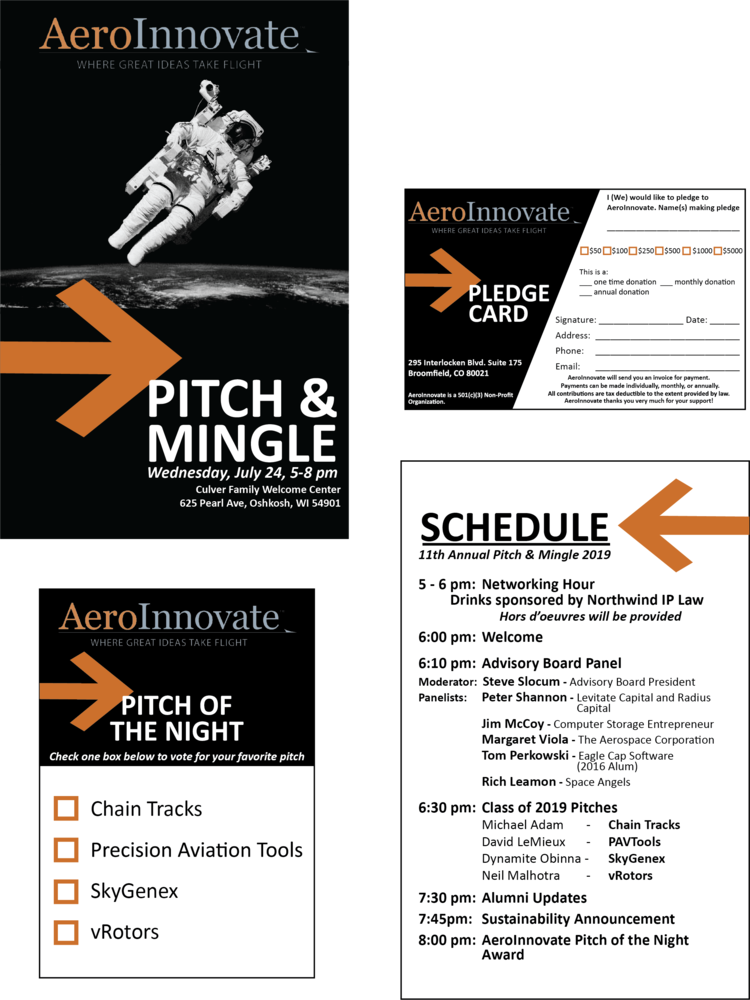 AeroInnovate
WHERE GREAT IDEAS TAKE FLIGHT
PITCH &
MINGLE
Wednesday, July 24, 5-8 pm
Culver Family Welcome Center
625 Pearl Ave, Oshkosh, WI 54901
AeroInnovate
WHERE GREAT IDEAS TAKE FLIGHT
PLEDGE
CARD
295 Interlocken Blvd. Suite 175
Broomfield, CO 80021
AeroInnovate is a 501(c)(3) Non-Profit
Organization.
I (We) would like to pledge to
AeroInnovate. Name(s) making pledge
$50 $100 $250 $500 $1000 $5000
This is a:
___ one time donation ___ monthly donation
___ annual donation
Signature: ___________________ Date: ______
Address: ______________________________
Phone: ______________________________
Email: ______________________________
AeroInnovate will send you an invoice for payment.
Payments can be made individually, monthly, or annually.
All contributions are tax deductible to the extent provided by law.
AeroInnovate thanks you very much for your support!
AeroInnovate
WHERE GREAT IDEAS TAKE FLIGHT
PITCH OF
THE NIGHT
Check one box below to vote for your favorite pitch
Chain Tracks
Precision Aviation Tools
SkyGenex
vRotors
SCHEDULE
11th Annual Pitch & Mingle 2019
5 - 6 pm: Networking Hour
Drinks sponsored by Northwind IP Law
Hors d'oeuvres will be provided
6:00 pm: Welcome
6:10 pm: Advisory Board Panel
Moderator: Steve Slocum - Advisory Board President
Panelists: Peter Shannon - Levitate Capital and Radius
Capital
Jim McCoy - Computer Storage Entrepreneur
Margaret Viola - The Aerospace Corporation
Tom Perkowski - Eagle Cap Software
(2016 Alum)
Rich Leamon - Space Angels
6:30 pm: Class of 2019 Pitches
Michael Adam - Chain Tracks
David LeMieux - PAVTools
Dynamite Obinna - SkyGenex
Neil Malhotra - vRotors
7:30 pm: Alumni Updates
7:45pm: Sustainability Announcement
8:00 pm: AeroInnovate Pitch of the Night
Award